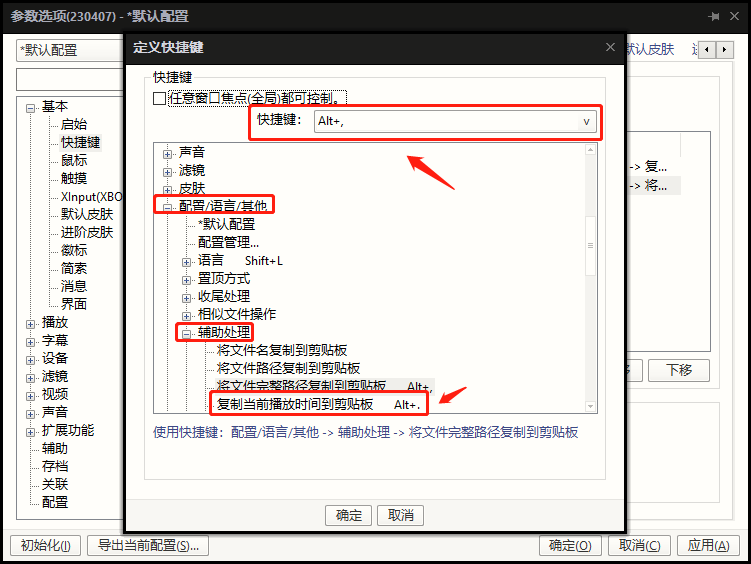 参数选项(230407) - *默认配置
*默认配置
默认皮肤
基本
启始
快捷键
鼠标
触摸
XInput(XBO
默认皮肤
进阶皮肤
徽标
简索
消息
界面
播放
字幕
设备
滤镜
视频
声音
扩展功能
辅助
存档
关联
配置
定义快捷键
快捷键
任意窗口焦点(全局)都可控制。
快捷键： Alt+,
声音
滤镜
皮肤
配置/语言/其他
*默认配置
配置管理...
语言 Shift+L
置顶方式
收尾处理
相似文件操作
辅助处理
将文件名复制到剪贴板
将文件路径复制到剪贴板
将文件完整路径复制到剪贴板 Alt+,
复制当前播放时间到剪贴板 Alt+.
使用快捷键：配置/语言/其他 -> 辅助处理 -> 将文件完整路径复制到剪贴板
确定 取消
-> 复...
-> 将...
下移
初始化(I) 导出当前配置(S)... 确定(O) 取消(C) 应用(A)